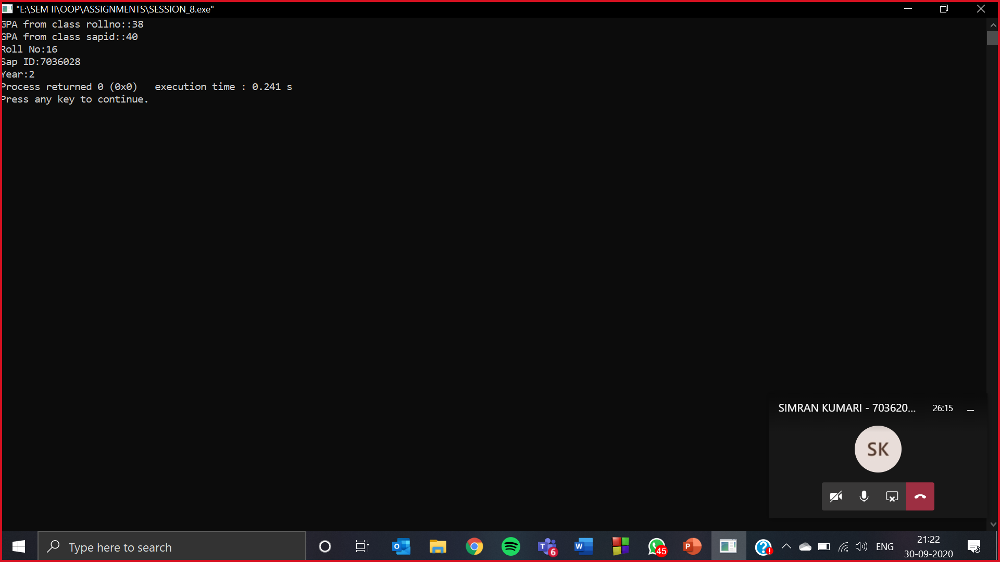 "E:\SEM II\OOP\ASSIGNMENTS\SESSION_8.exe"
GPA from class rollno::38
GPA from class sapid::40
Roll No:16
Sap ID:7036028
Year:2
Process returned 0 (0x0)   execution time : 0.241 s
Press any key to continue.
SIMRAN KUMARI - 703620... 26:15
SK
Type here to search
6
45
ENG
21:22
30-09-2020